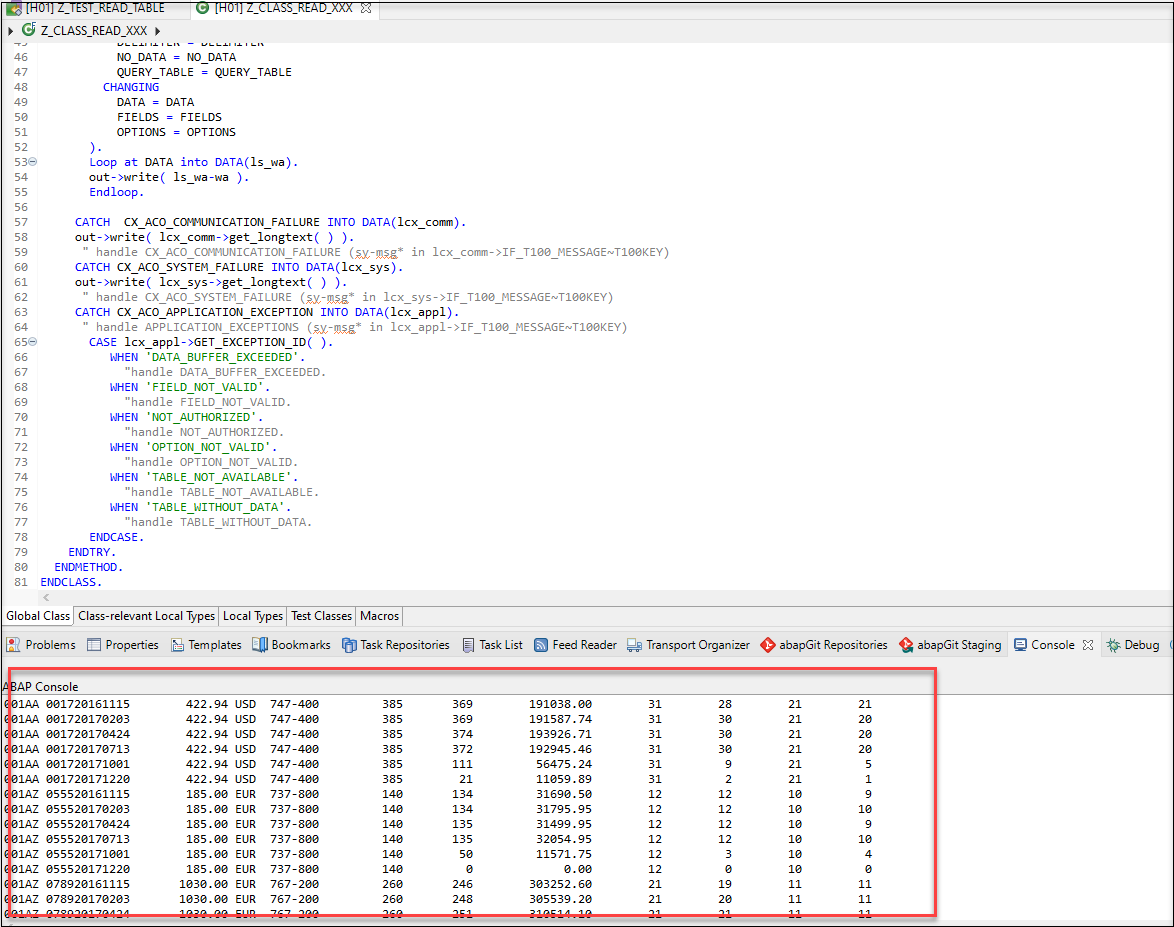 [H01] Z_TEST_READ_TABLE [H01] Z_CLASS_READ_XXX
Z_CLASS_READ_XXX
45 DELIMITER = DELIMITER
46 NO_DATA = NO_DATA
47 QUERY_TABLE = QUERY_TABLE
48 CHANGING
49 DATA = DATA
50 FIELDS = FIELDS
51 OPTIONS = OPTIONS
52 ).
53 Loop at DATA into DATA(ls_wa).
54 out->write( ls_wa-wa ).
55 Endloop.
56
57 CATCH CX_ACO_COMMUNICATION_FAILURE INTO DATA(lcx_comm).
58 out->write( lcx_comm->get_longtext( ) ).
59 " handle CX_ACO_COMMUNICATION_FAILURE (sy-msg* in lcx_comm->IF_T100_MESSAGE~T100KEY)
60 CATCH CX_ACO_SYSTEM_FAILURE INTO DATA(lcx_sys).
61 out->write( lcx_sys->get_longtext( ) ).
62 " handle CX_ACO_SYSTEM_FAILURE (sy-msg* in lcx_sys->IF_T100_MESSAGE~T100KEY)
63 CATCH CX_ACO_APPLICATION_EXCEPTION INTO DATA(lcx_appl).
64 " handle APPLICATION_EXCEPTIONS (sy-msg* in lcx_appl->IF_T100_MESSAGE~T100KEY)
65 CASE lcx_appl->GET_EXCEPTION_ID( ).
66 WHEN 'DATA_BUFFER_EXCEEDED'.
67 "handle DATA_BUFFER_EXCEEDED.
68 WHEN 'FIELD_NOT_VALID'.
69 "handle FIELD_NOT_VALID.
70 WHEN 'NOT_AUTHORIZED'.
71 "handle NOT_AUTHORIZED.
72 WHEN 'OPTION_NOT_VALID'.
73 "handle OPTION_NOT_VALID.
74 WHEN 'TABLE_NOT_AVAILABLE'.
75 "handle TABLE_NOT_AVAILABLE.
76 WHEN 'TABLE_WITHOUT_DATA'.
77 "handle TABLE_WITHOUT_DATA.
78 ENDCASE.
79 ENDTRY.
80 ENDMETHOD.
81 ENDCLASS.
Global Class Class-relevant Local Types Local Types Test Classes Macros
Problems Properties Templates Bookmarks Task Repositories Task List Feed Reader Transport Organizer abapGit Repositories abapGit Staging Console Debug
ABAP Console
001AA 001720161115 422.94 USD 747-400 385 369 191038.00 31 28 21 21
001AA 001720170203 422.94 USD 747-400 385 369 191587.74 31 30 21 20
001AA 001720170424 422.94 USD 747-400 385 374 193926.71 31 30 21 20
001AA 001720170713 422.94 USD 747-400 385 372 192945.46 31 30 21 20
001AA 001720171001 422.94 USD 747-400 385 111 56475.24 31 9 21 5
001AA 001720171220 422.94 USD 747-400 385 21 11059.89 31 2 21 1
001AZ 055520161115 185.00 EUR 737-800 140 134 31690.50 12 12 10 9
001AZ 055520170203 185.00 EUR 737-800 140 134 31795.95 12 12 10 10
001AZ 055520170424 185.00 EUR 737-800 140 135 31499.95 12 12 10 9
001AZ 055520170713 185.00 EUR 737-800 140 135 32054.95 12 12 10 10
001AZ 055520171001 185.00 EUR 737-800 140 50 11571.75 12 3 10 4
001AZ 055520171220 185.00 EUR 737-800 140 0 0.00 12 0 10 0
001AZ 078920161115 1030.00 EUR 767-200 260 246 303252.60 21 19 11 11
001AZ 078920170203 1030.00 EUR 767-200 260 248 305539.20 21 20 11 11
001AZ 078920170424 1030.00 EUR 767-200 260 251 310514.10 21 21 11 11